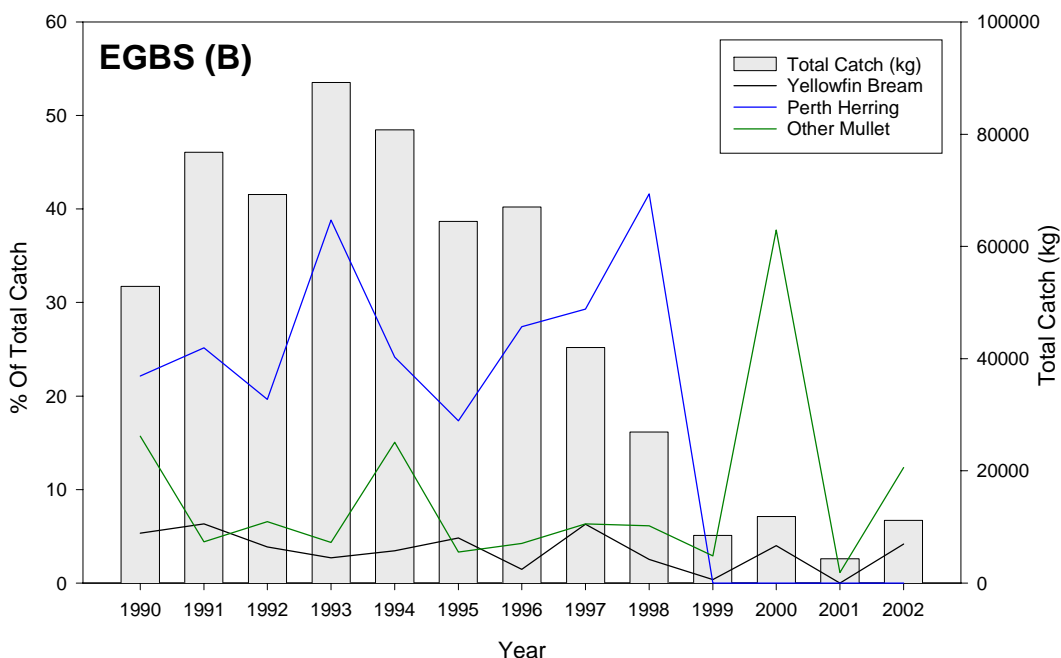 EGBS (B)
Total Catch (kg)
Yellowfin Bream
Perth Herring
Other Mullet
60
50
40
30
20
10
0
% Of Total Catch
100000
80000
60000
40000
20000
0
Total Catch (kg)
1990 1991 1992 1993 1994 1995 1996 1997 1998 1999 2000 2001 2002
Year